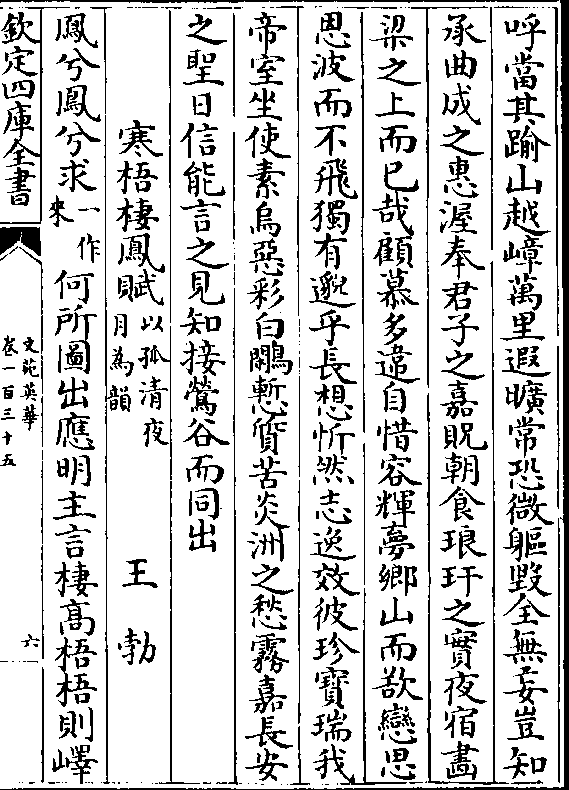 呼當其踰山越嶂萬里遐曠常恐微軀毀全無妄豈知
承曲成之惠渥奉君子之嘉貺朝食琅玕之實夜宿畵
梁之上而已哉顧慕多違自惜容輝夢鄉山而欲戀思
恩波而不飛獨有邈乎長想忻然志逸效彼珍寶瑞我
帝室坐使素烏惡彩白鷴慙質苦炎洲之愁霧嘉長安
之聖日信能言之見知接鶯谷而同出
寒梧棲鳳賦以孤清夜月為韻 王勃
鳳兮鳳兮求一作來何所圖出應明主言棲髙梧梧則嶧
欽定四庫全書
文苑英華
卷一百三十五
六